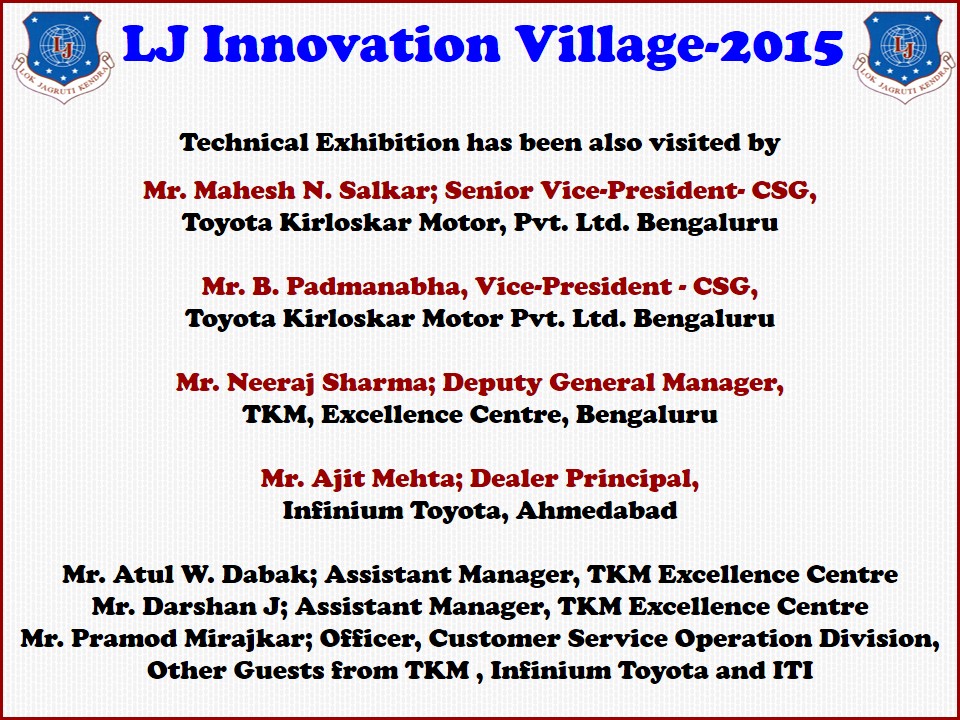 LJ Innovation Village-2015
LJ
LOK JAGRUTI KENDRA
LJ
LOK JAGRUTI KENDRA
Technical Exhibition has been also visited by
Mr. Mahesh N. Salkar; Senior Vice-President- CSG,
Toyota Kirloskar Motor, Pvt. Ltd. Bengaluru
Mr. B. Padmanabha, Vice-President - CSG,
Toyota Kirloskar Motor Pvt. Ltd. Bengaluru
Mr. Neeraj Sharma; Deputy General Manager,
TKM, Excellence Centre, Bengaluru
Mr. Ajit Mehta; Dealer Principal,
Infinium Toyota, Ahmedabad
Mr. Atul W. Dabak; Assistant Manager, TKM Excellence Centre
Mr. Darshan J; Assistant Manager, TKM Excellence Centre
Mr. Pramod Mirajkar; Officer, Customer Service Operation Division,
Other Guests from TKM , Infinium Toyota and ITI